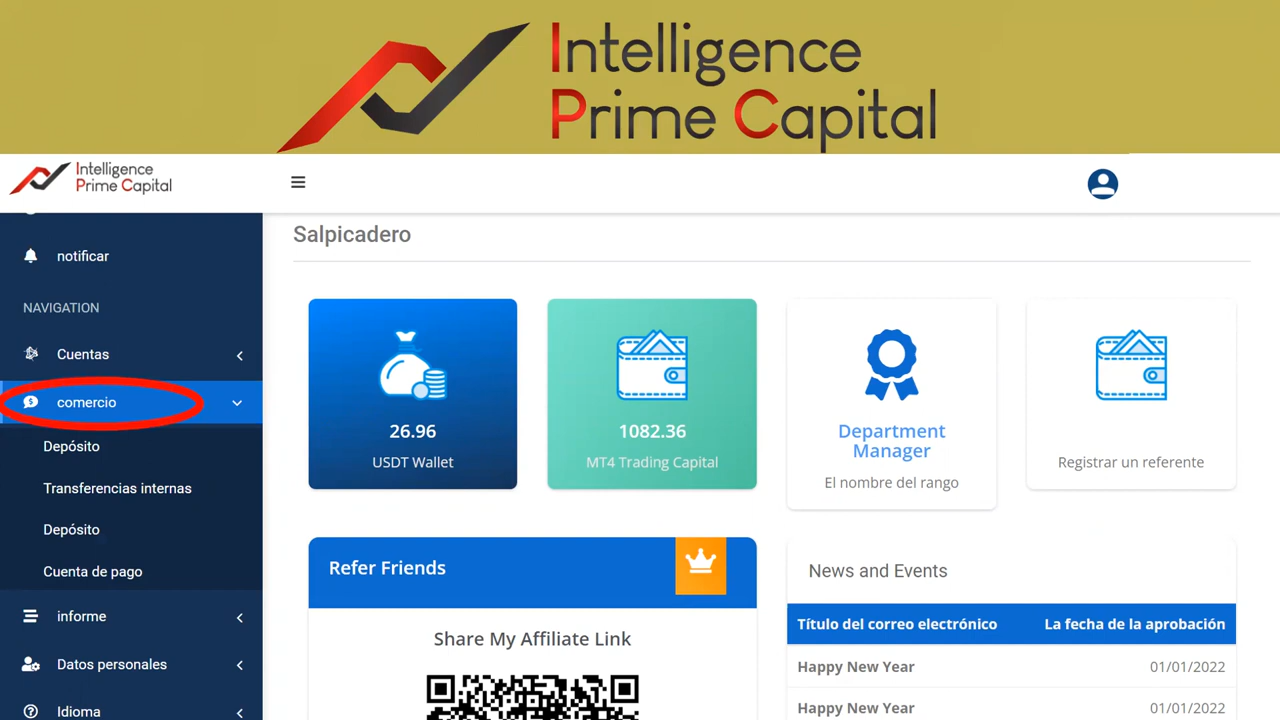 Intelligence
Prime Capital
Intelligence
Prime Capital
Salpicadero
notificar
NAVIGATION
Cuentas
comercio
Depósito
Transferencias internas
Depósito
Cuenta de pago
informe
Datos personales
Idioma
26.96
USDT Wallet
1082.36
MT4 Trading Capital
Department
Manager
El nombre del rango
Registrar un referente
Refer Friends
Share My Affiliate Link
News and Events
Título del correo electrónico La fecha de la aprobación
Happy New Year 01/01/2022
Happy New Year 01/01/2022